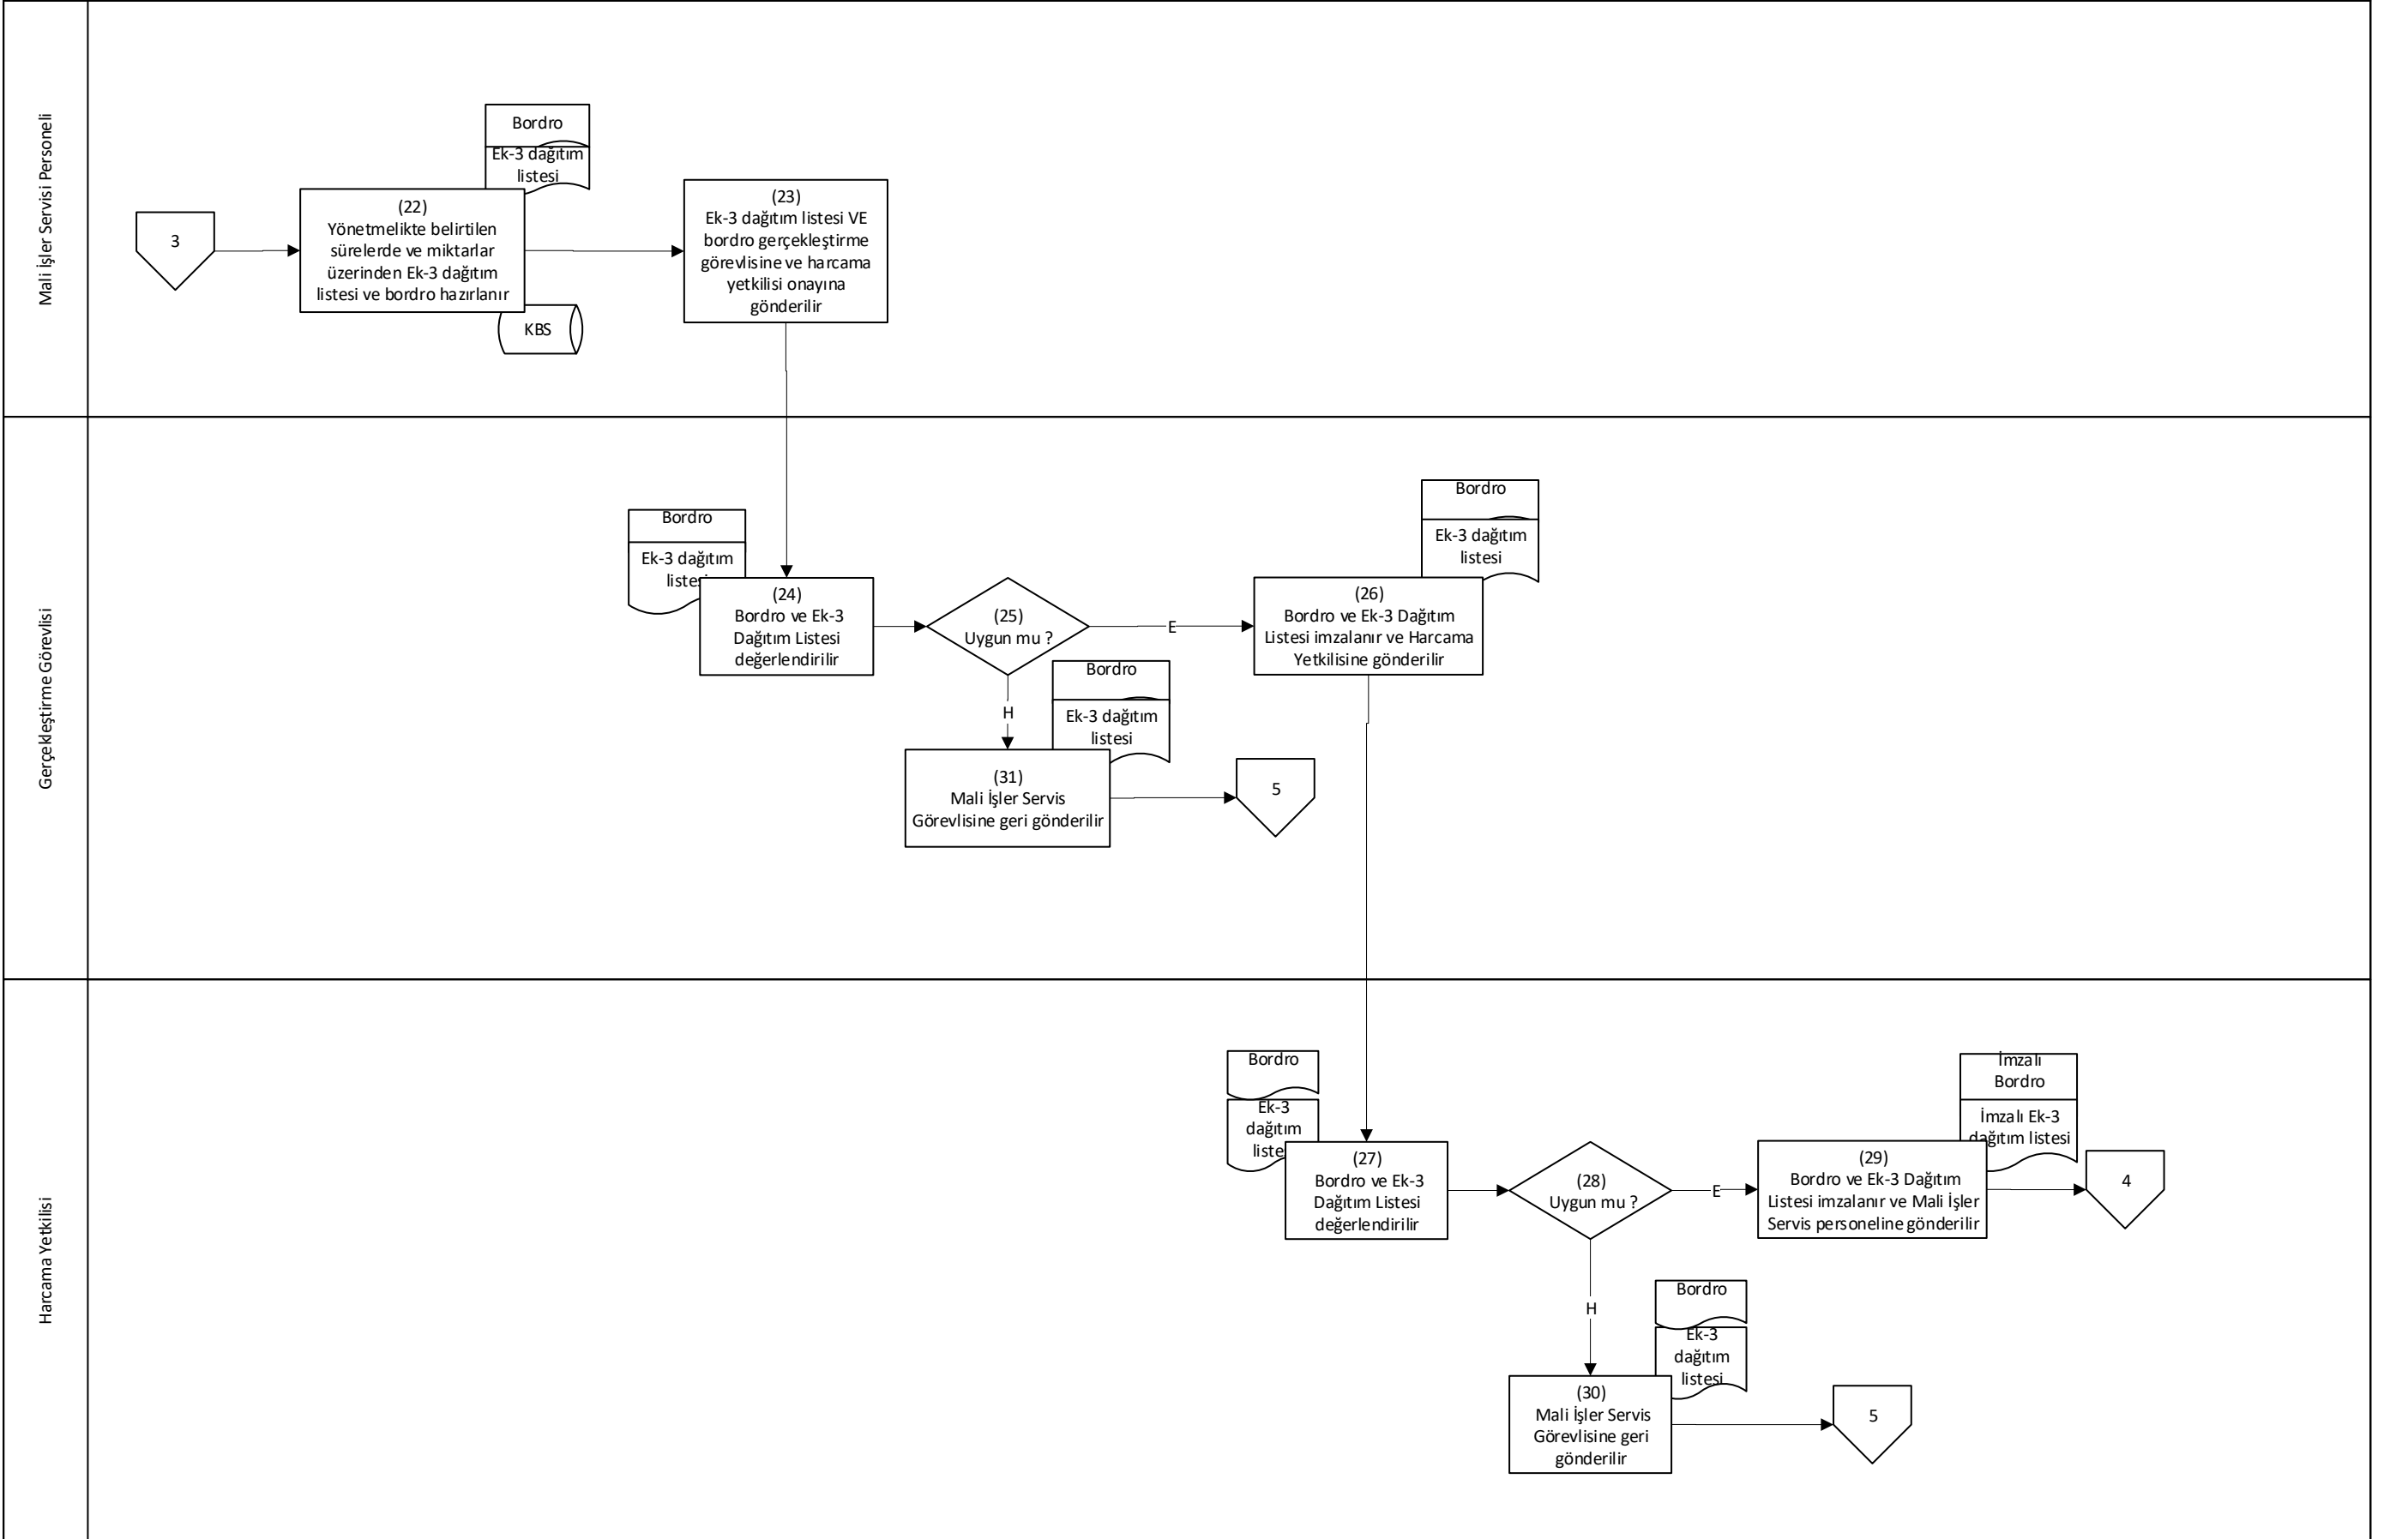 Mali İşler Servisi Personeli
3
Bordro
Ek-3 dağıtım
listesi
(22)
Yönetmelikte belirtilen
sürelerde ve miktarlar
üzerinden Ek-3 dağıtım
listesi ve bordro hazırlanır
KBS
(23)
Ek-3 dağıtım listesi VE
bordro gerçekleştirme
görevlisine ve harcama
yetkilisi onayına
gönderilir
Gerçekleştirme Görevlisi
Bordro
Ek-3 dağıtım
listesi
(24)
Bordro ve Ek-3
Dağıtım Listesi
değerlendirilir
(25)
Uygun mu ?
E
H
Bordro
Ek-3 dağıtım
listesi
(26)
Bordro ve Ek-3 Dağıtım
Listesi imzalanır ve Harcama
Yetkilisine gönderilir
Bordro
Ek-3 dağıtım
listesi
(31)
Mali İşler Servis
Görevlisine geri gönderilir
5
Harcama Yetkilisi
Bordro
Ek-3
dağıtım
liste
(27)
Bordro ve Ek-3
Dağıtım Listesi
değerlendirilir
(28)
Uygun mu ?
E
H
İmzalı
Bordro
İmzalı Ek-3
dağıtım listesi
(29)
Bordro ve Ek-3 Dağıtım
Listesi imzalanır ve Mali İşler
Servis personeline gönderilir
4
Bordro
Ek-3
dağıtım
listesi
(30)
Mali İşler Servis
Görevlisine geri
gönderilir
5